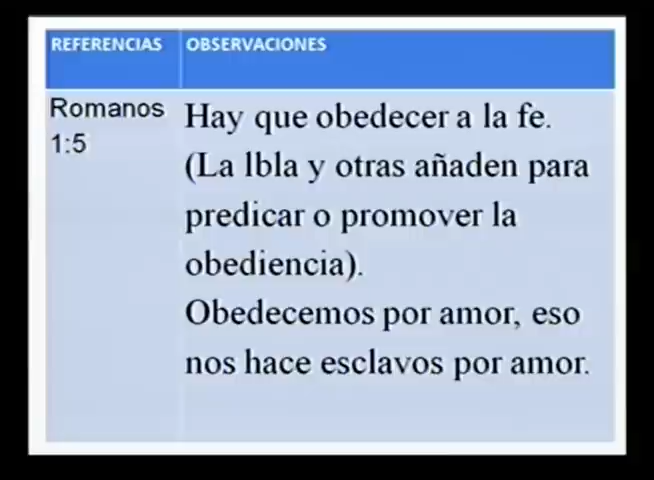 REFERENCIAS OBSERVACIONES
Romanos
1:5
Hay que obedecer a la fe.
(La lbla y otras añaden para
predicar o promover la
obediencia).
Obedecemos por amor, eso
nos hace esclavos por amor.